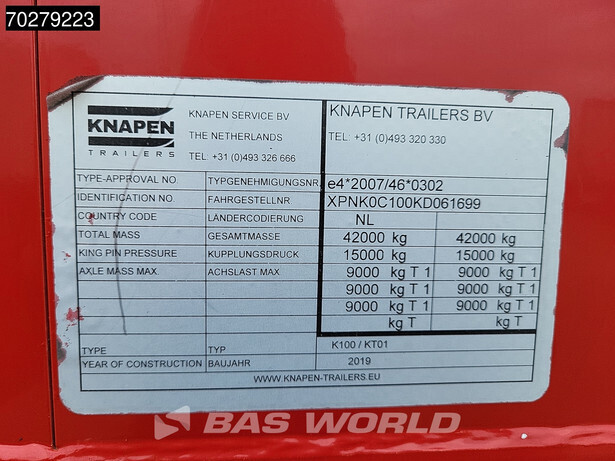 70279223
KNAPEN
TRAILERS
KNAPEN SERVICE BV
THE NETHERLANDS
TEL: +31 (0)493 326 666
KNAPEN TRAILERS BV
TEL: +31 (0)493 320 330
TYPE-APPROVAL NO TYPGENEHMIGUNGSNR. e4*2007/46*0302
IDENTIFICATION NO FAHRGESTELLNR XPNK0C100KD061699
COUNTRY CODE LÄNDERCODIERUNG NL
TOTAL MASS GESAMTMASSE 42000 kg 42000 kg
KING PIN PRESSURE KUPPLUNGSDRUCK 15000 kg 15000 kg
AXLE MASS MAX. ACHSLAST MAX 9000 kg T 1 9000 kg T 1
9000 kg T 1 9000 kg T 1
9000 kg T 1 9000 kg T 1
kg T kg T
TYPE TYP K100 / KT01
YEAR OF CONSTRUCTION BAUJAHR 2019
WWW.KNAPEN-TRAILERS.EU
BAS WORLD